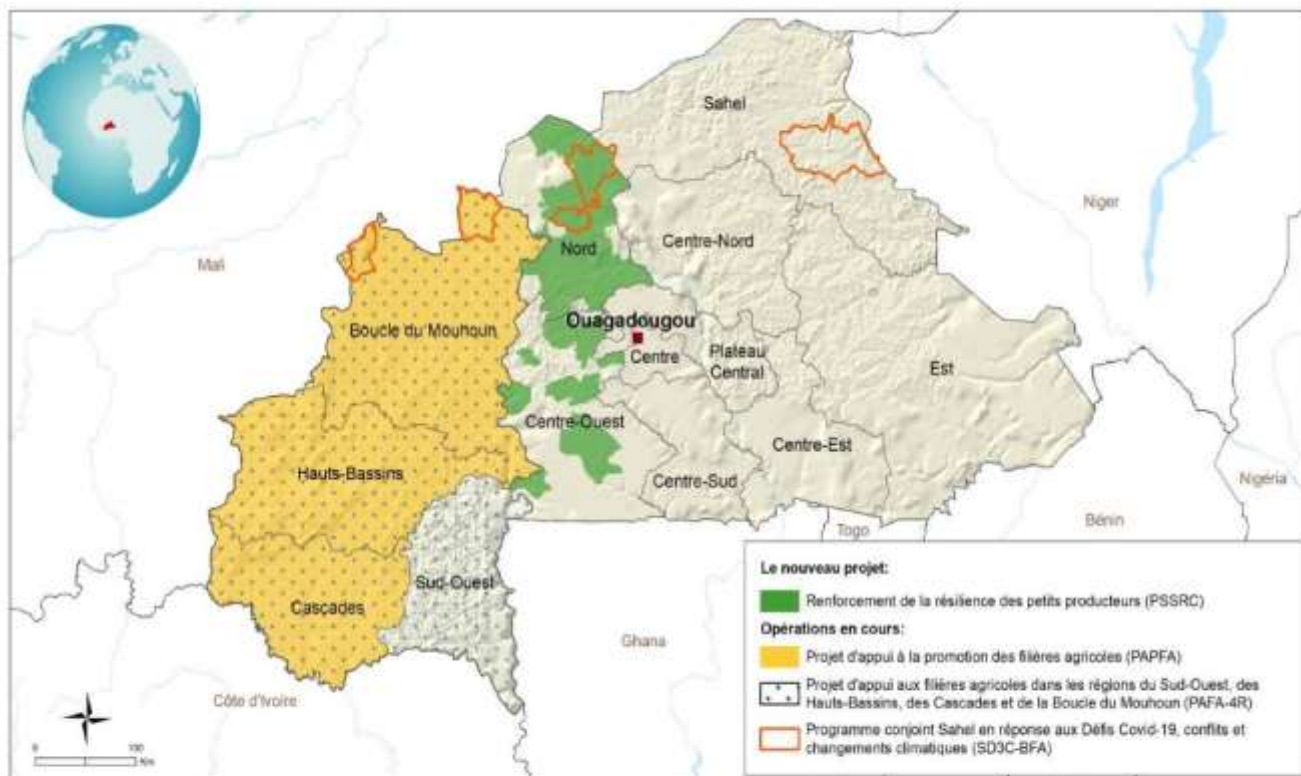 Sahel
Niger
Centre-Nord
Nord
Mali
Boucle du Mouhoun
Ouagadougou
Centre
Plateau
Central
Est
Centre-Ouest
Centre-Est
Hauts-Bassins
Centre-Sud
Nigéria
Bénin
Togo
Sud-Ouest
Casçades
Ghana
Côte d'Ivoire
0 100
Km
Le nouveau projet:
Renforcement de la résilience des petits producteurs (PSSRC)
Opérations en cours:
Projet d'appui à la promotion des filières agricoles (PAPFA)
Projet d'appui aux filières agricoles dans les régions du Sud-Ouest, des
Hauts-Bassins, des Cascades et de la Boucle du Mouhoun (PAFA-4R)
Programme conjoint Sahel en réponse aux Défis Covid-19, conflits et
changements climatiques (SD3C-BFA)